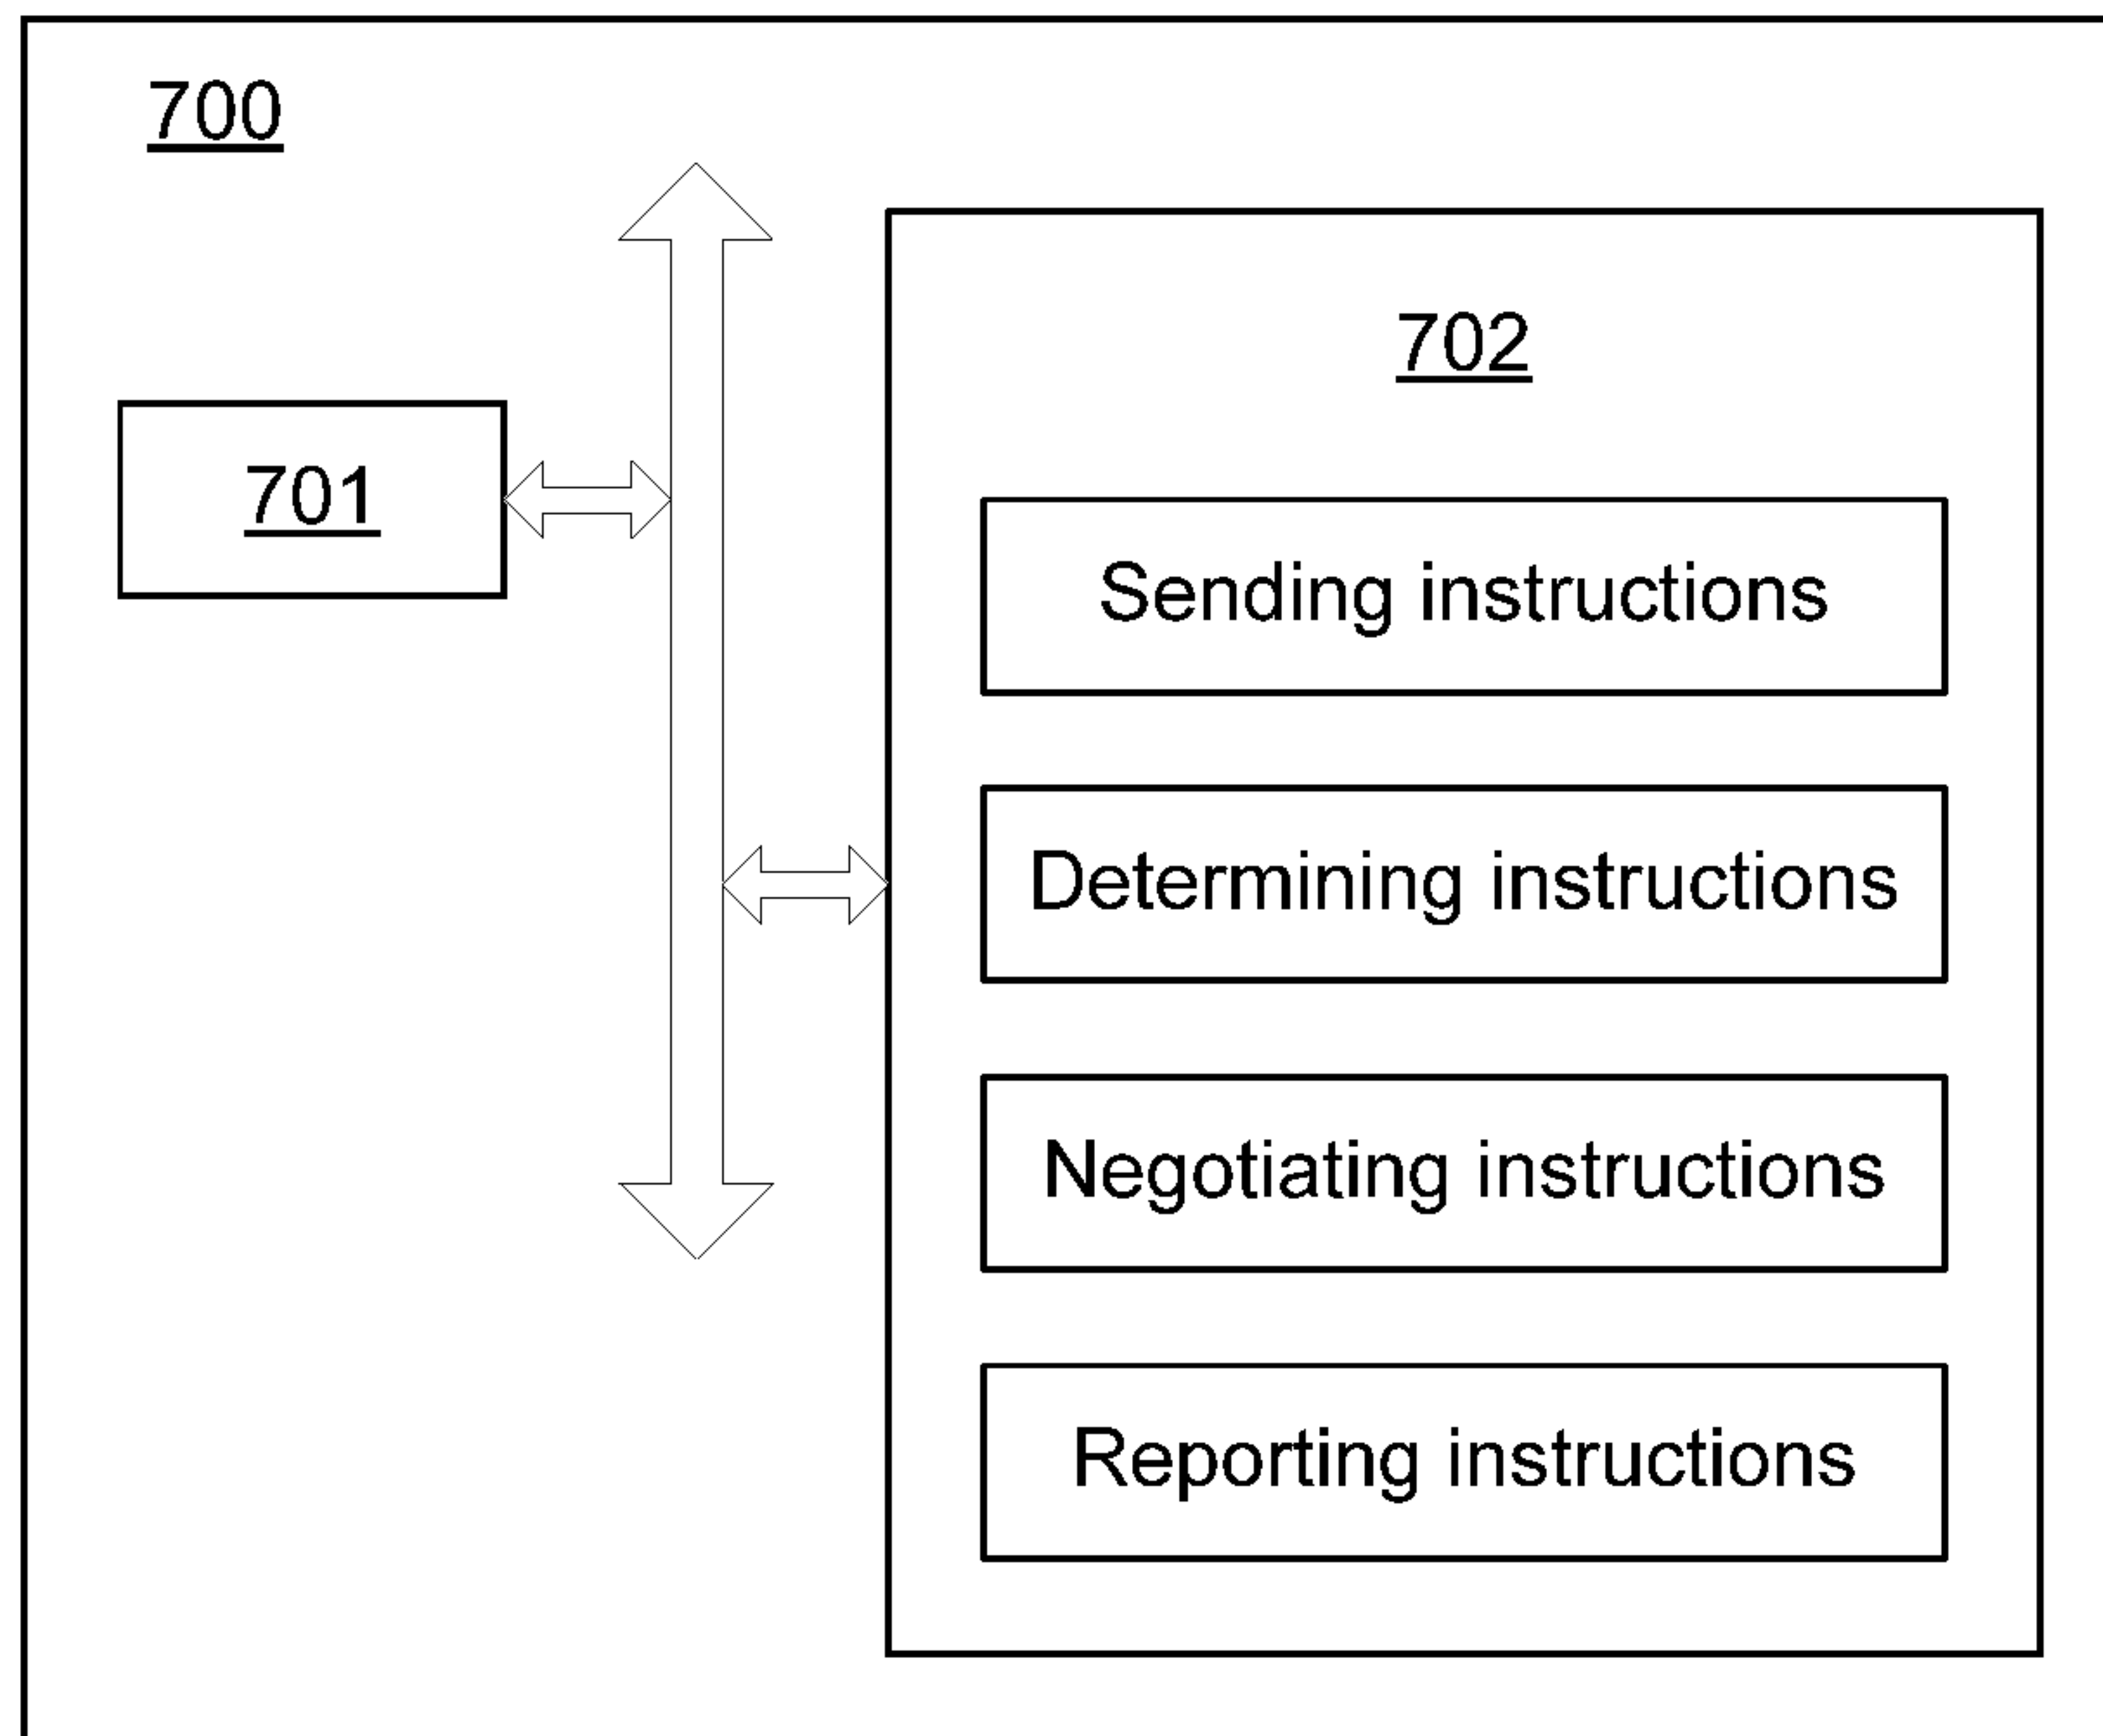 700
702
701
Sending instructions
Determining instructions
Negotiating instructions
Reporting instructions